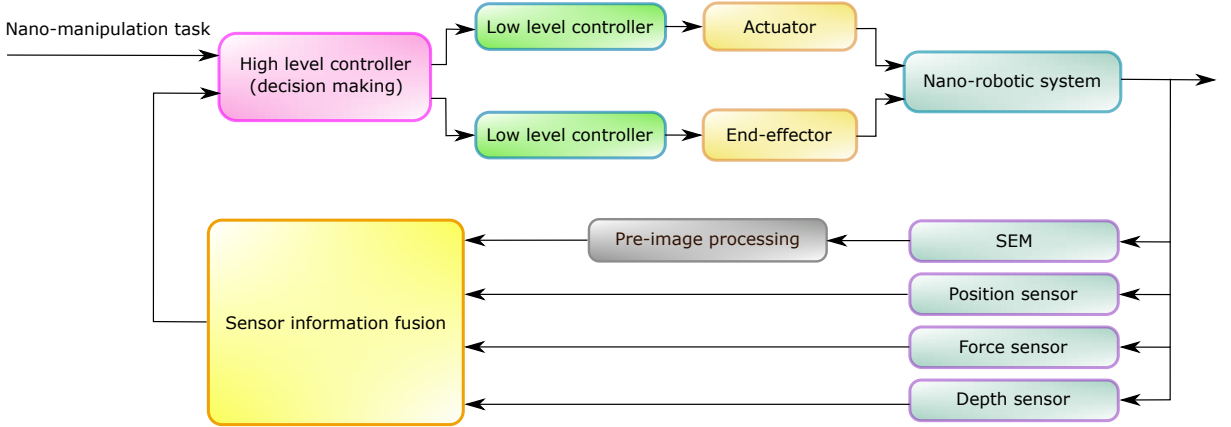 Nano-manipulation task
High level controller
(decision making)
Low level controller
Actuator
Low level controller
End-effector
Nano-robotic system
Pre-image processing
SEM
Position sensor
Sensor information fusion
Force sensor
Depth sensor